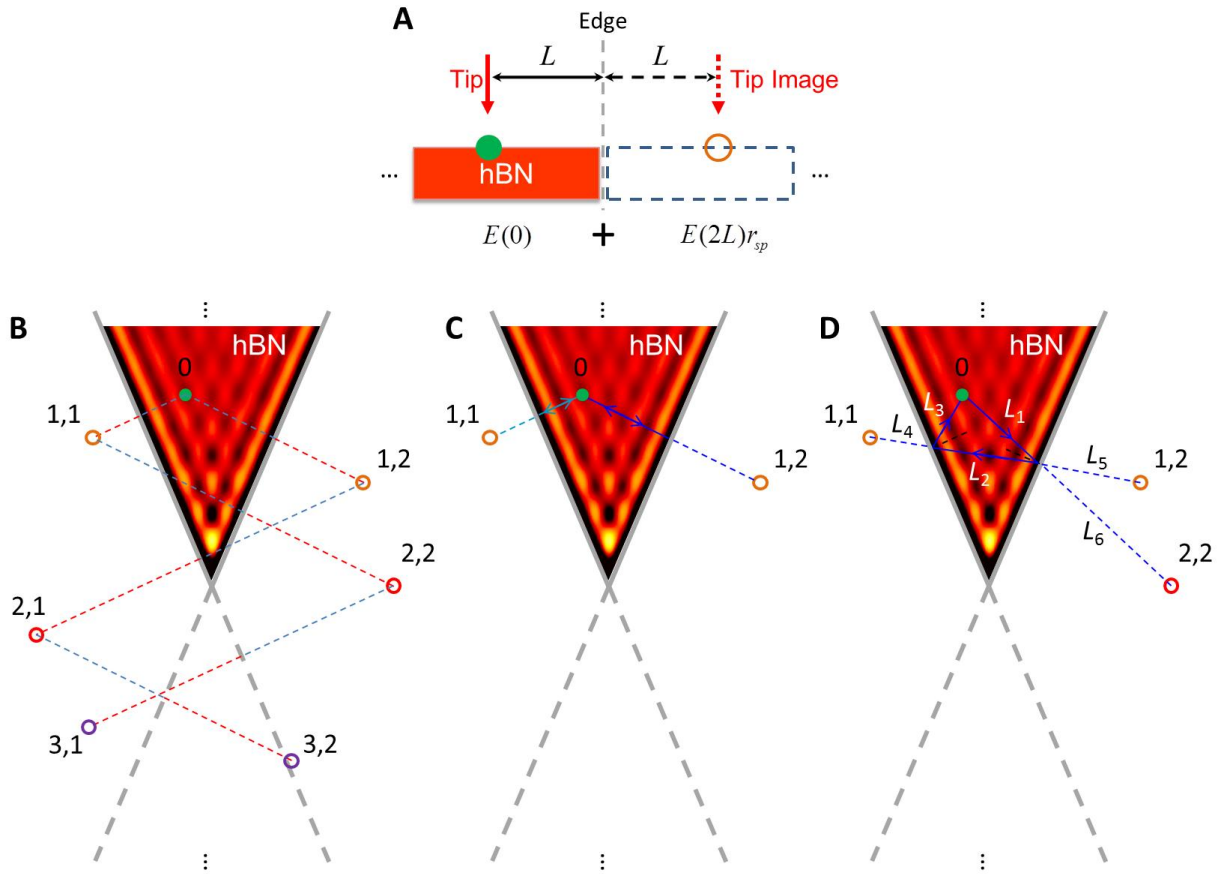 A
Edge
L
L
Tip
Tip Image
hBN
...
...
E(0)
+
E(2L)r_sp
B
...
hBN
0
1,1
1,2
2,2
2,1
3,1
3,2
...
C
...
hBN
0
1,1
1,2
...
D
...
hBN
0
1,1
L4
L3
L1
L2
L5
1,2
L6
2,2
...